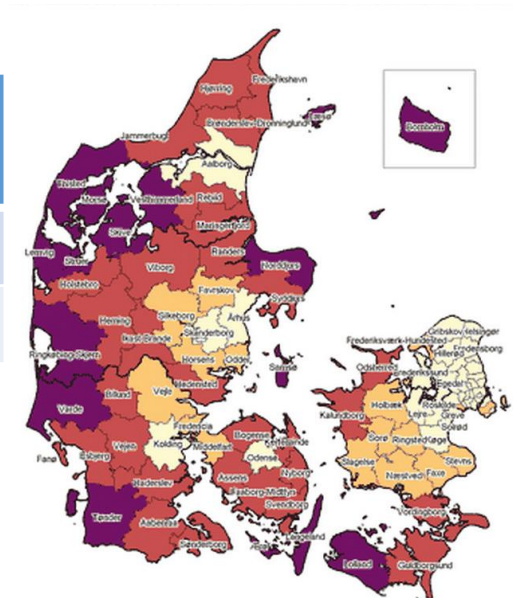 Hjørring
Frederikshavn
Brønderslev-Dronninglund
Læsø
Jammerbugt
Bornholm
Aalborg
Thisted
Morsø
Vesthimmerland
Rebild
Mariagerfjord
Skive
Lemvig
Struer
Viborg
Randers
Norddjurs
Holstebro
Favrskov
Syddjurs
Herning
Silkeborg
Århus
Ikast-Brande
Skanderborg
Ringkøbing-Skjern
Horsens
Odder
Samsø
Hedensted
Varde
Billund
Vejle
Fredericia
Middelfart
Kolding
Fanø
Esbjerg
Vejen
Haderslev
Tønder
Aabenraa
Sønderborg
Bogense
Kerteminde
Odense
Assens
Nyborg
Faaborg-Midtfyn
Svendborg
Ærø
Langeland
Gribskov
Helsingør
Frederiksværk-Hundested
Hillerød
Fredensborg
Odsherred
Frederikssund
Egedal
Kalundborg
Holbæk
Roskilde
Lejre
Greve
Solrød
Sorø
Ringsted
Køge
Slagelse
Næstved
Faxe
Stevns
Vordingborg
Lolland
Guldborgsund